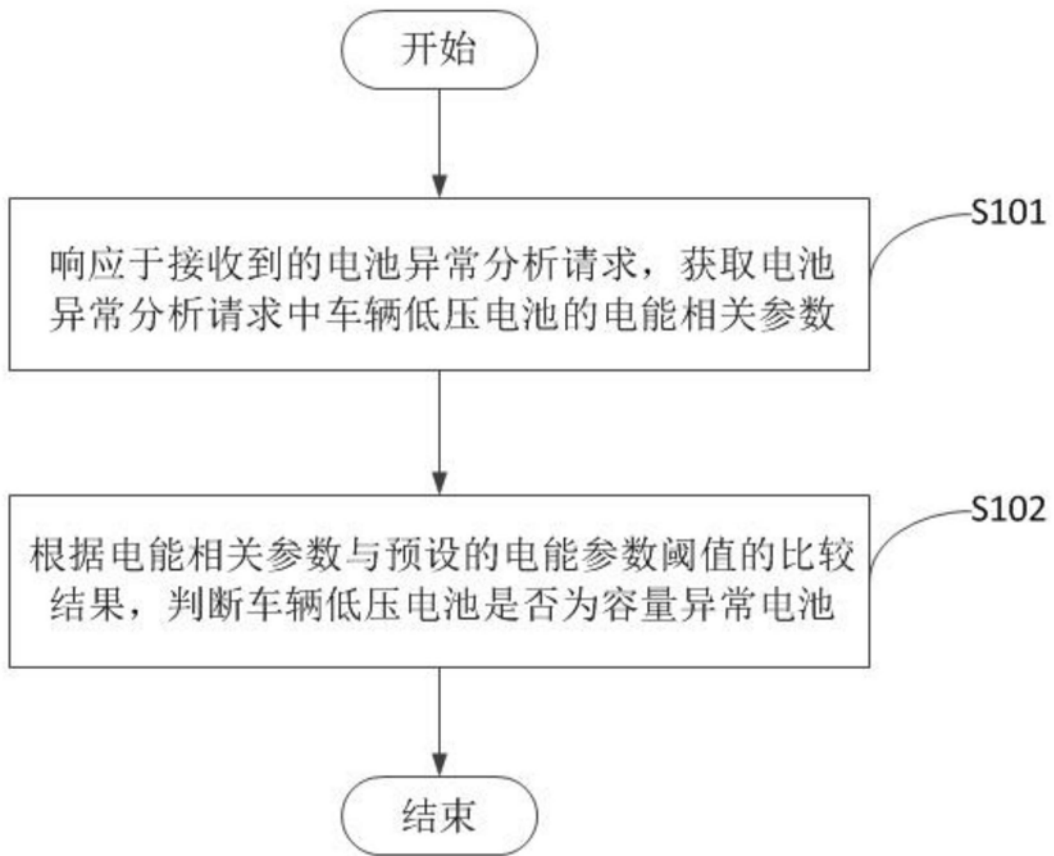 开始
S101
响应于接收到的电池异常分析请求，获取电池
异常分析请求中车辆低压电池的电能相关参数
S102
根据电能相关参数与预设的电能参数阈值的比较
结果，判断车辆低压电池是否为容量异常电池
结束